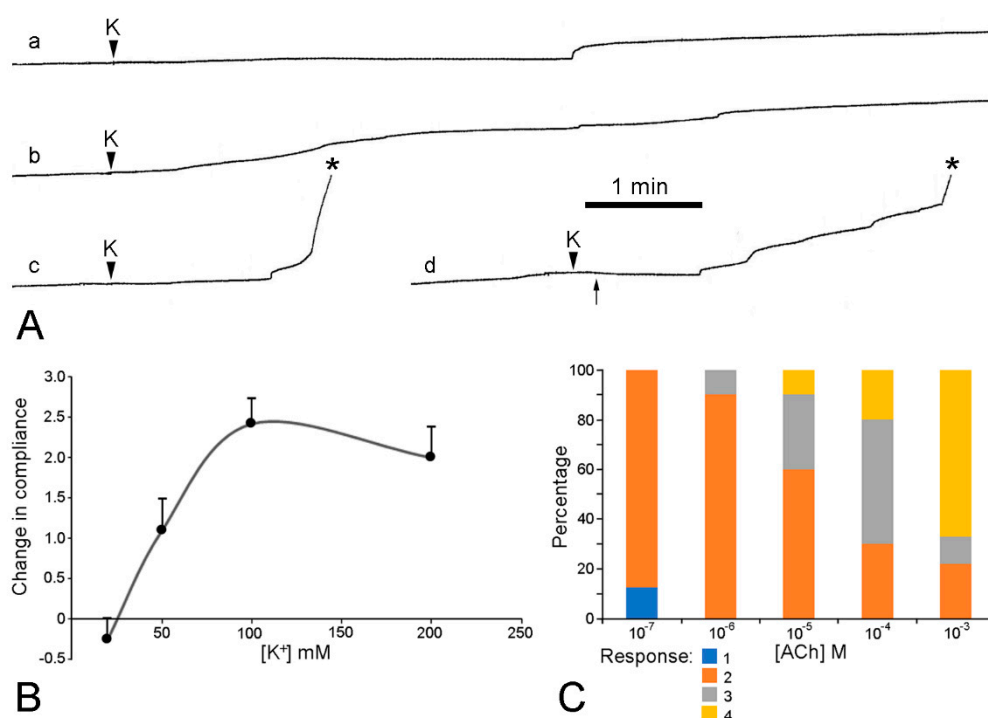 K
a
K
b
*
*
1 min
K
K
c
d
A
3.0
2.5
2.0
1.5
1.0
0.5
0
-0.5
50
100
150
200
250
Change in compliance
[K⁺] mM
B
100
80
60
40
20
0
Percentage
10⁻⁷
10⁻⁶
10⁻⁵
10⁻⁴
10⁻³
[ACh] M
Response:
1
2
3
4
C